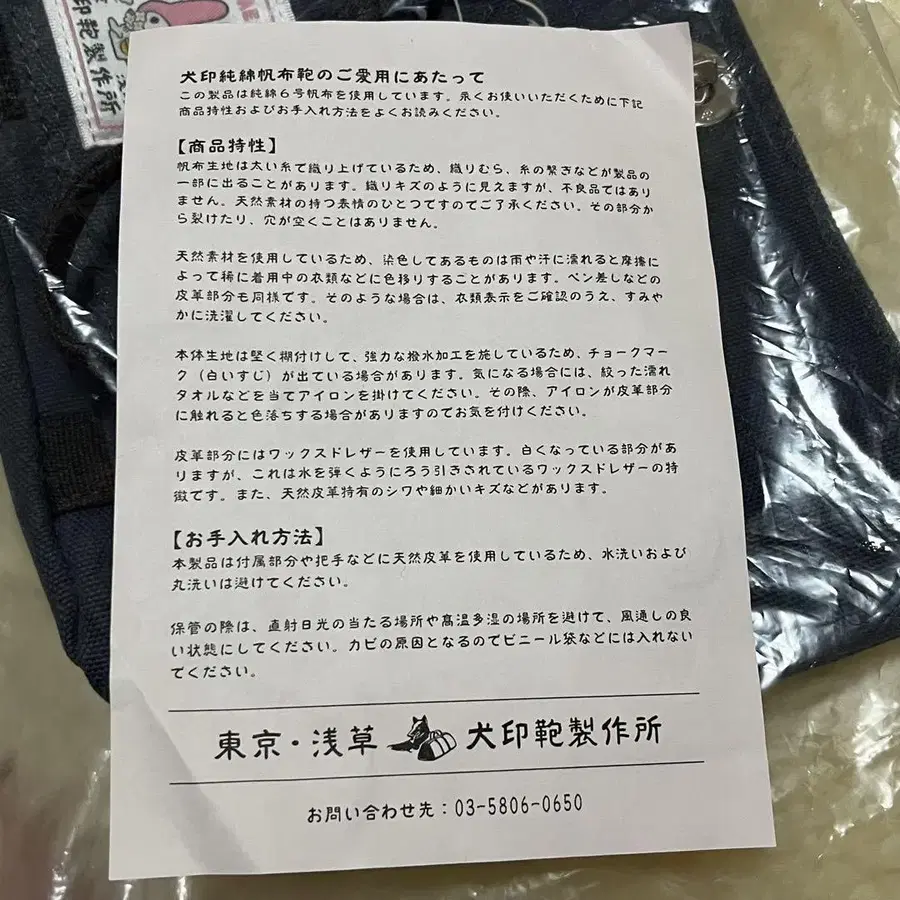 印鞄製作所
犬印純綿帆布鞄のご愛用にあたって
この製品は純綿6号帆布を使用しています。永くお使いいただくために下記
商品特性およびお手入れ方法をよくお読みください。
【商品特性】
帆布生地は太い糸で織り上げているため、織りむら、糸の繋ぎなどが製品の
一部に出ることがあります。織りキズのように見えますが、不良品ではあり
ません。天然素材の持つ表情のひとつですのでご了承ください。その部分か
ら裂けたり、穴が空くことはありません。
天然素材を使用しているため、染色してあるものは雨や汗に濡れると摩擦に
よって稀に着用中の衣類などに色移りすることがあります。ペン差しなどの
皮革部分も同様です。そのような場合は、衣類表示をご確認のうえ、すみや
かに洗濯してください。
本体生地は堅く糊付けして、強力な撥水加工を施しているため、チョークマー
ク（白いすじ）が出ている場合があります。気になる場合には、絞った濡れ
タオルなどを当てアイロンを掛けてください。その際、アイロンが皮革部分
に触れると色落ちする場合がありますのでお気を付けください。
皮革部分にはワックスドレザーを使用しています。白くなっている部分があ
りますが、これは水を弾くようにろう引きされているワックスドレザーの特
徴です。また、天然皮革特有のシワや細かいキズなどがあります。
【お手入れ方法】
本製品は付属部分や把手などに天然皮革を使用しているため、水洗いおよび
丸洗いは避けてください。
保管の際は、直射日光の当たる場所や高温多湿の場所を避けて、風通しの良
い状態にしてください。カビの原因となるのでビニール袋などには入れない
でください。
東京・浅草 犬印鞄製作所
お問い合わせ先：03-5806-0650